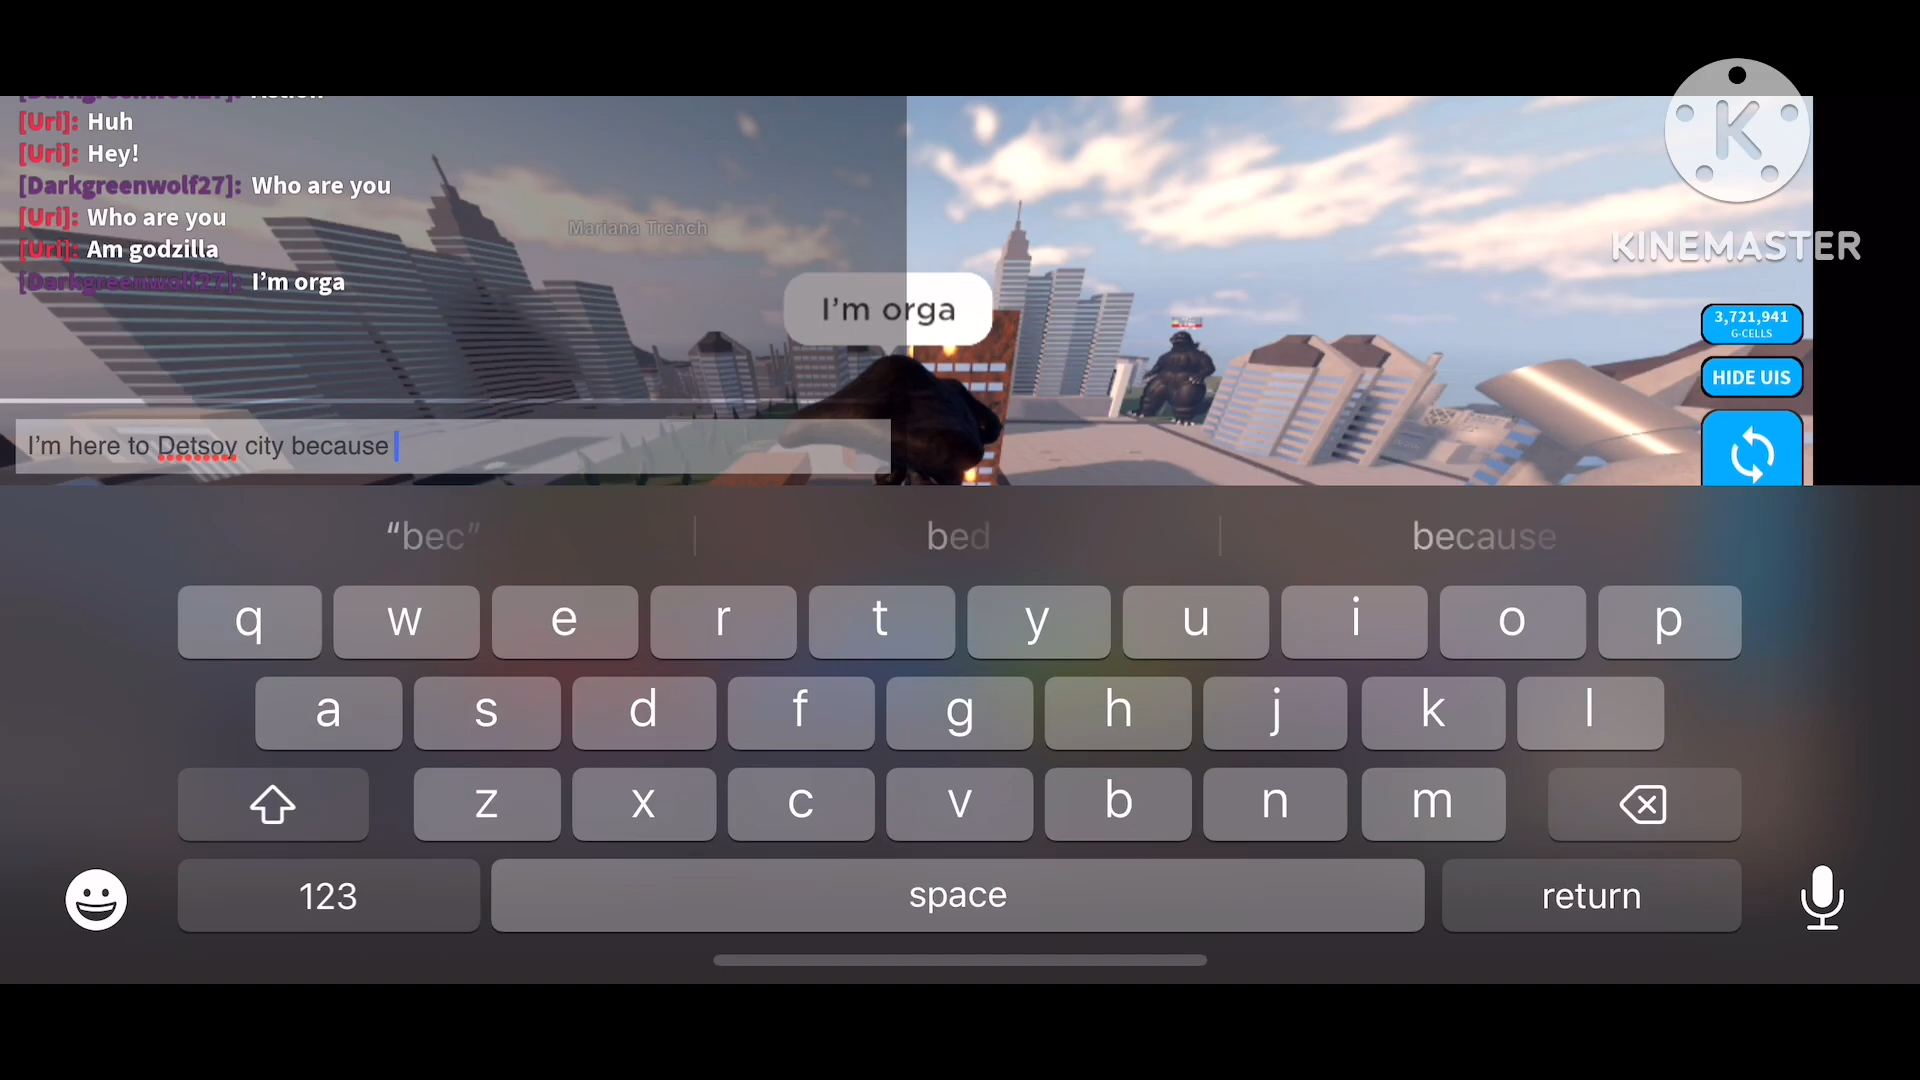 [Darkgreenwolf27]: Action
[Uri]: Huh
[Uri]: Hey!
[Darkgreenwolf27]: Who are you
[Uri]: Who are you
[Uri]: Am godzilla
[Darkgreenwolf27]: I’m orga
Mariana Trench
I’m orga
K
KINEMASTER
3,721,941
G-CELLS
HIDE UIS
I’m here to Detsoy city because
“bec” bed because
q w e r t y u i o p
a s d f g h j k l
z x c v b n m
123 space return